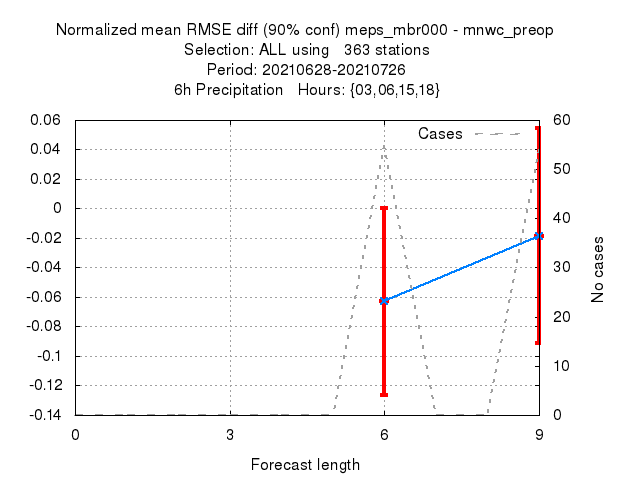 Normalized mean RMSE diff (90% conf) meps_mbr000 - mnwc_preop
Selection: ALL using   363 stations
Period: 20210628-20210726
6h Precipitation   Hours: {03,06,15,18}
0.06
0.04
0.02
0
-0.02
-0.04
-0.06
-0.08
-0.1
-0.12
-0.14
Cases
60
50
40
30
20
10
0
No cases
0 3 6 9
Forecast length